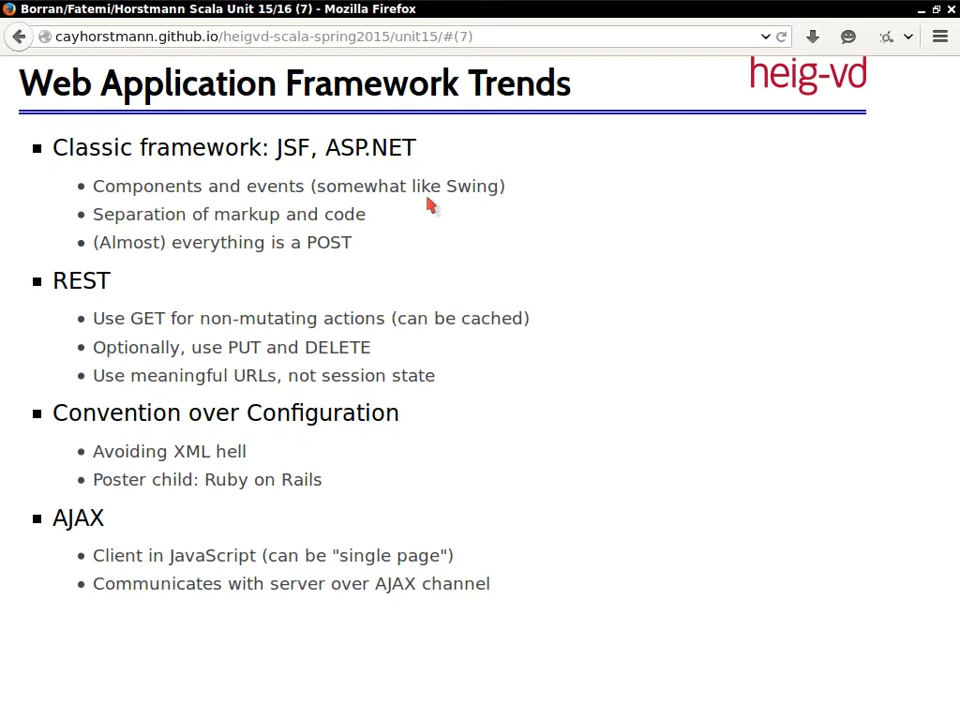 Borran/Fatemi/Horstmann Scala Unit 15/16 (7) - Mozilla Firefox
cayhorstmann.github.io/heigvd-scala-spring2015/unit15/#(7)
Web Application Framework Trends
heig-vd
Classic framework: JSF, ASP.NET
Components and events (somewhat like Swing)
Separation of markup and code
(Almost) everything is a POST
REST
Use GET for non-mutating actions (can be cached)
Optionally, use PUT and DELETE
Use meaningful URLs, not session state
Convention over Configuration
Avoiding XML hell
Poster child: Ruby on Rails
AJAX
Client in JavaScript (can be "single page")
Communicates with server over AJAX channel